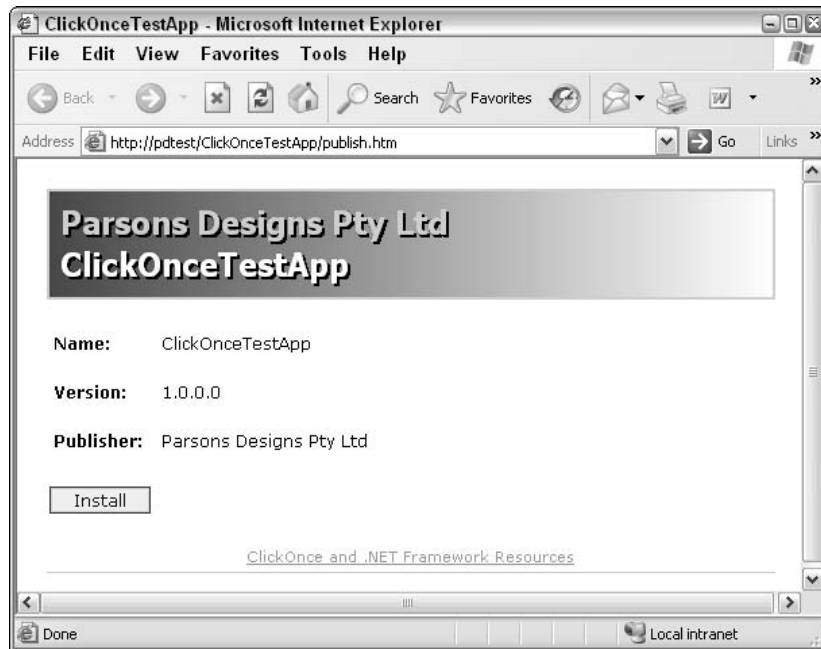 ClickOnceTestApp - Microsoft Internet Explorer
File Edit View Favorites Tools Help
Back Search Favorites W »
Address http://pdtest/ClickOnceTestApp/publish.htm Go Links »
Parsons Designs Pty Ltd
ClickOnceTestApp
Name: ClickOnceTestApp
Version: 1.0.0.0
Publisher: Parsons Designs Pty Ltd
Install
ClickOnce and .NET Framework Resources
Done Local intranet